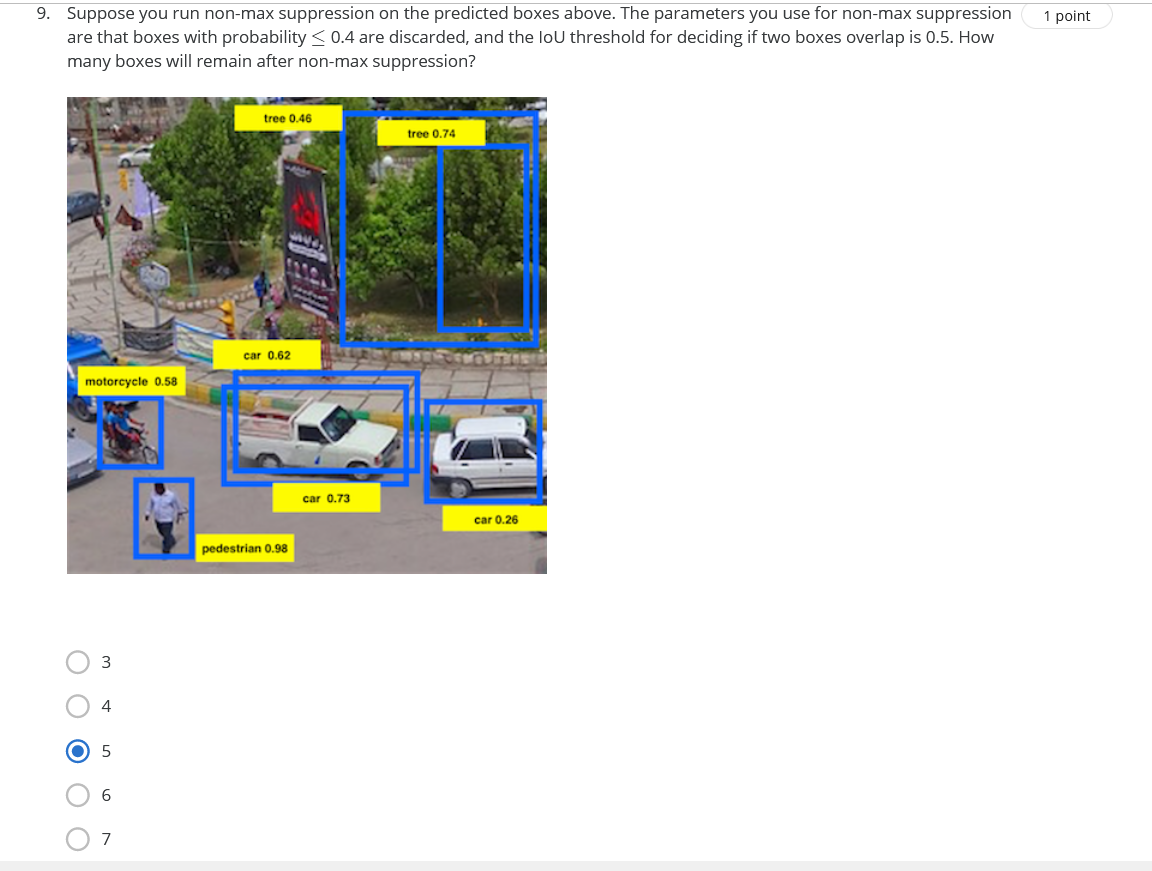 9. Suppose you run non-max suppression on the predicted boxes above. The parameters you use for non-max suppression
1 point
are that boxes with probability ≤ 0.4 are discarded, and the IoU threshold for deciding if two boxes overlap is 0.5. How
many boxes will remain after non-max suppression?
tree 0.46
tree 0.74
car 0.62
motorcycle 0.58
car 0.73
car 0.26
pedestrian 0.98
3
4
5
6
7